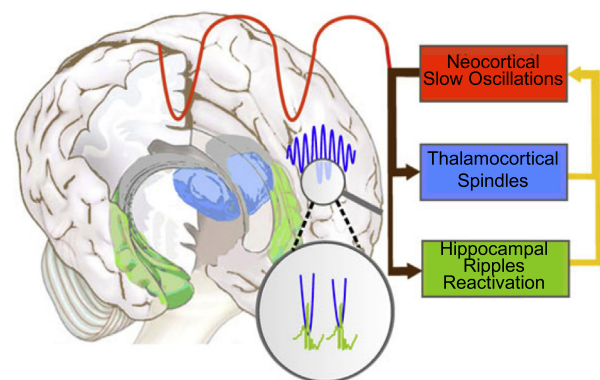 Neocortical
Slow Oscillations
Thalamocortical
Spindles
Hippocampal
Ripples
Reactivation